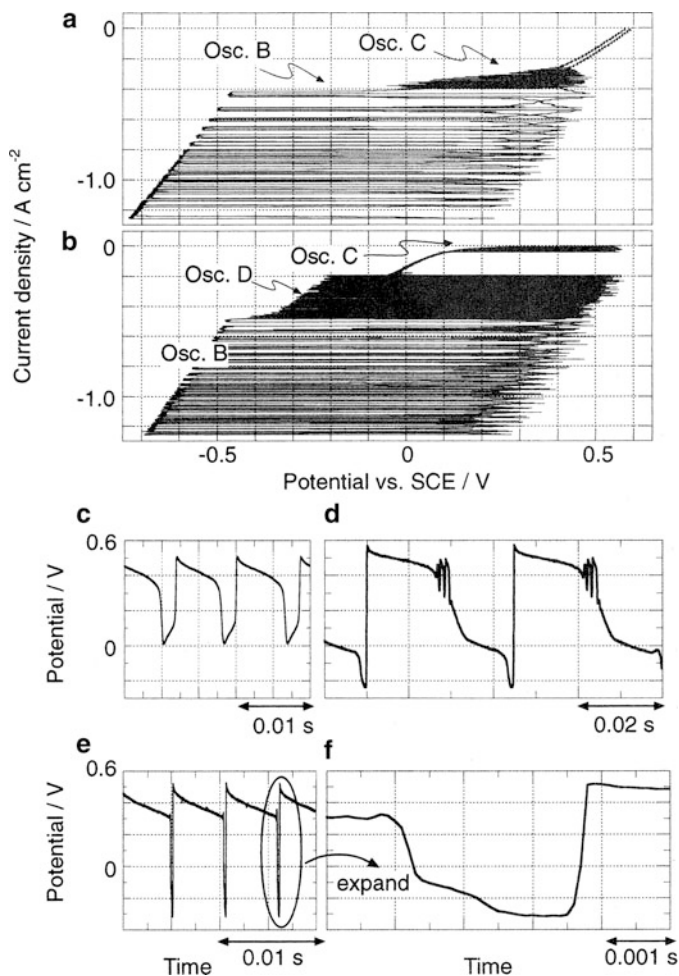 a
0
Osc. B
Osc. C
-1.0
b
0
Osc. C
Osc. D
Osc. B
-1.0
Current density / A cm-2
-0.5
0
0.5
Potential vs. SCE / V
c
d
0.6
0
Potential / V
0.01 s
0.02 s
e
f
0.6
0
Potential / V
expand
Time
0.01 s
Time
0.001 s